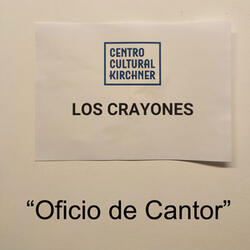 CENTRO
CULTURAL
KIRCHNER
LOS CRAYONES
“Oficio de Cantor”